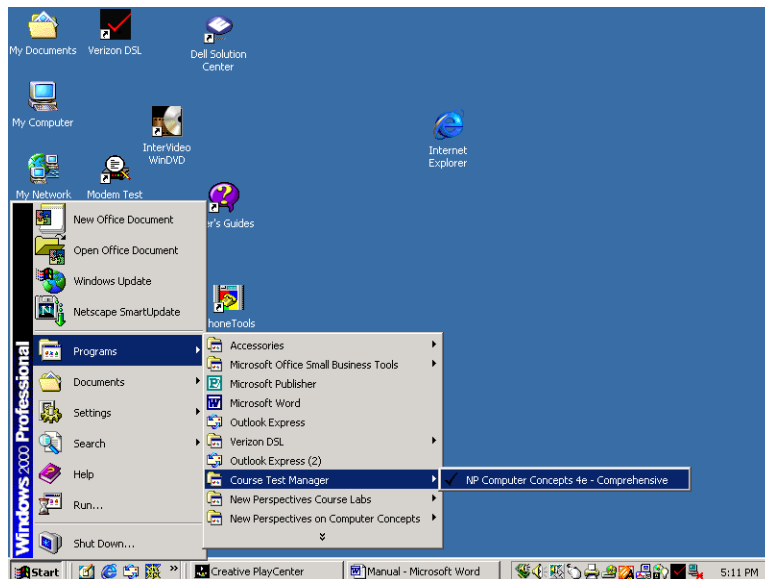 My Documents
Verizon DSL
Dell Solution
Center
My Computer
InterVideo
WinDVD
Internet
Explorer
My Network
Modem Test
r's Guides
honeTools
New Office Document
Open Office Document
Windows Update
Netscape SmartUpdate
Programs
Documents
Settings
Search
Help
Run...
Shut Down...
Windows 2000 Professional
Accessories
Microsoft Office Small Business Tools
Microsoft Publisher
Microsoft Word
Outlook Express
Verizon DSL
Outlook Express (2)
Course Test Manager
New Perspectives Course Labs
New Perspectives on Computer Concepts
NP Computer Concepts 4e - Comprehensive
Start
»
Creative PlayCenter
Manual - Microsoft Word
5:11 PM